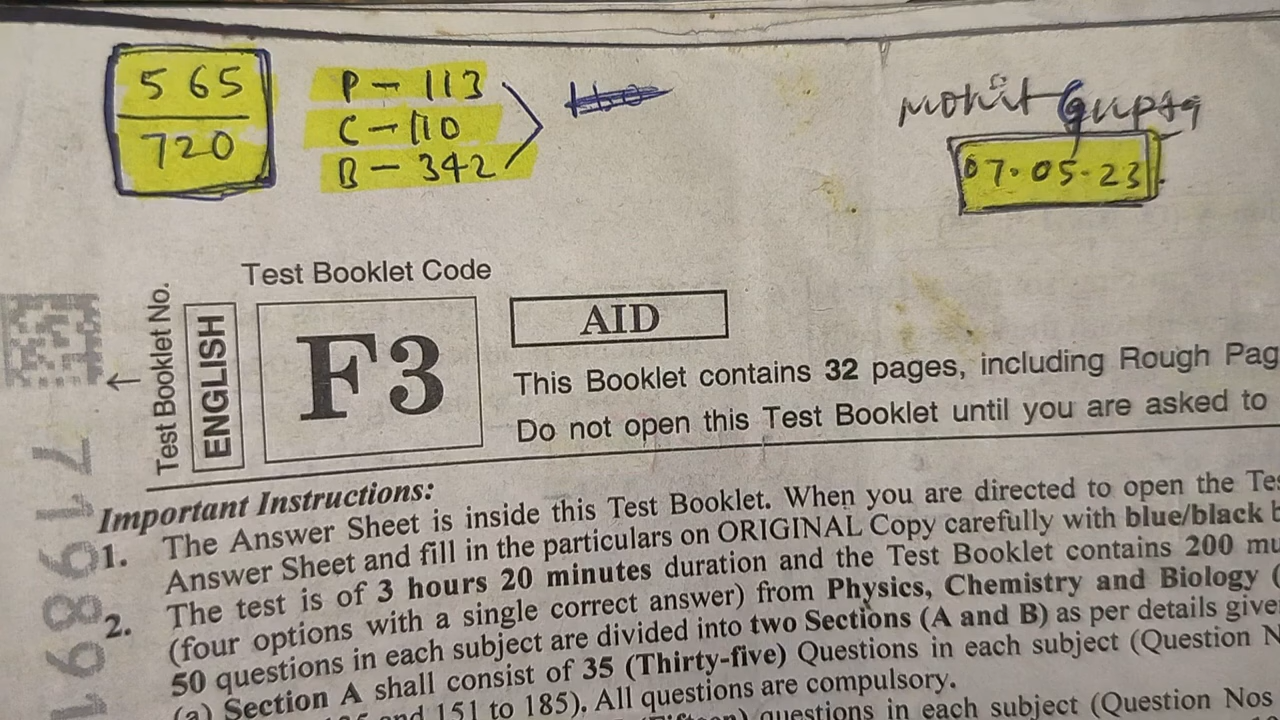 565
720
P - 113
C - 110
B - 342
Mohit Gupta
07.05.23
Test Booklet Code
Test Booklet No.
ENGLISH
F3
AID
This Booklet contains 32 pages, including Rough Pag
Do not open this Test Booklet until you are asked to
Important Instructions:
1. The Answer Sheet is inside this Test Booklet. When you are directed to open the Tes
Answer Sheet and fill in the particulars on ORIGINAL Copy carefully with blue/black b
2. The test is of 3 hours 20 minutes duration and the Test Booklet contains 200 mu
(four options with a single correct answer) from Physics, Chemistry and Biology (
50 questions in each subject are divided into two Sections (A and B) as per details give
(a) Section A shall consist of 35 (Thirty-five) Questions in each subject (Question N
and 151 to 185). All questions are compulsory.
questions in each subject (Question Nos
719891